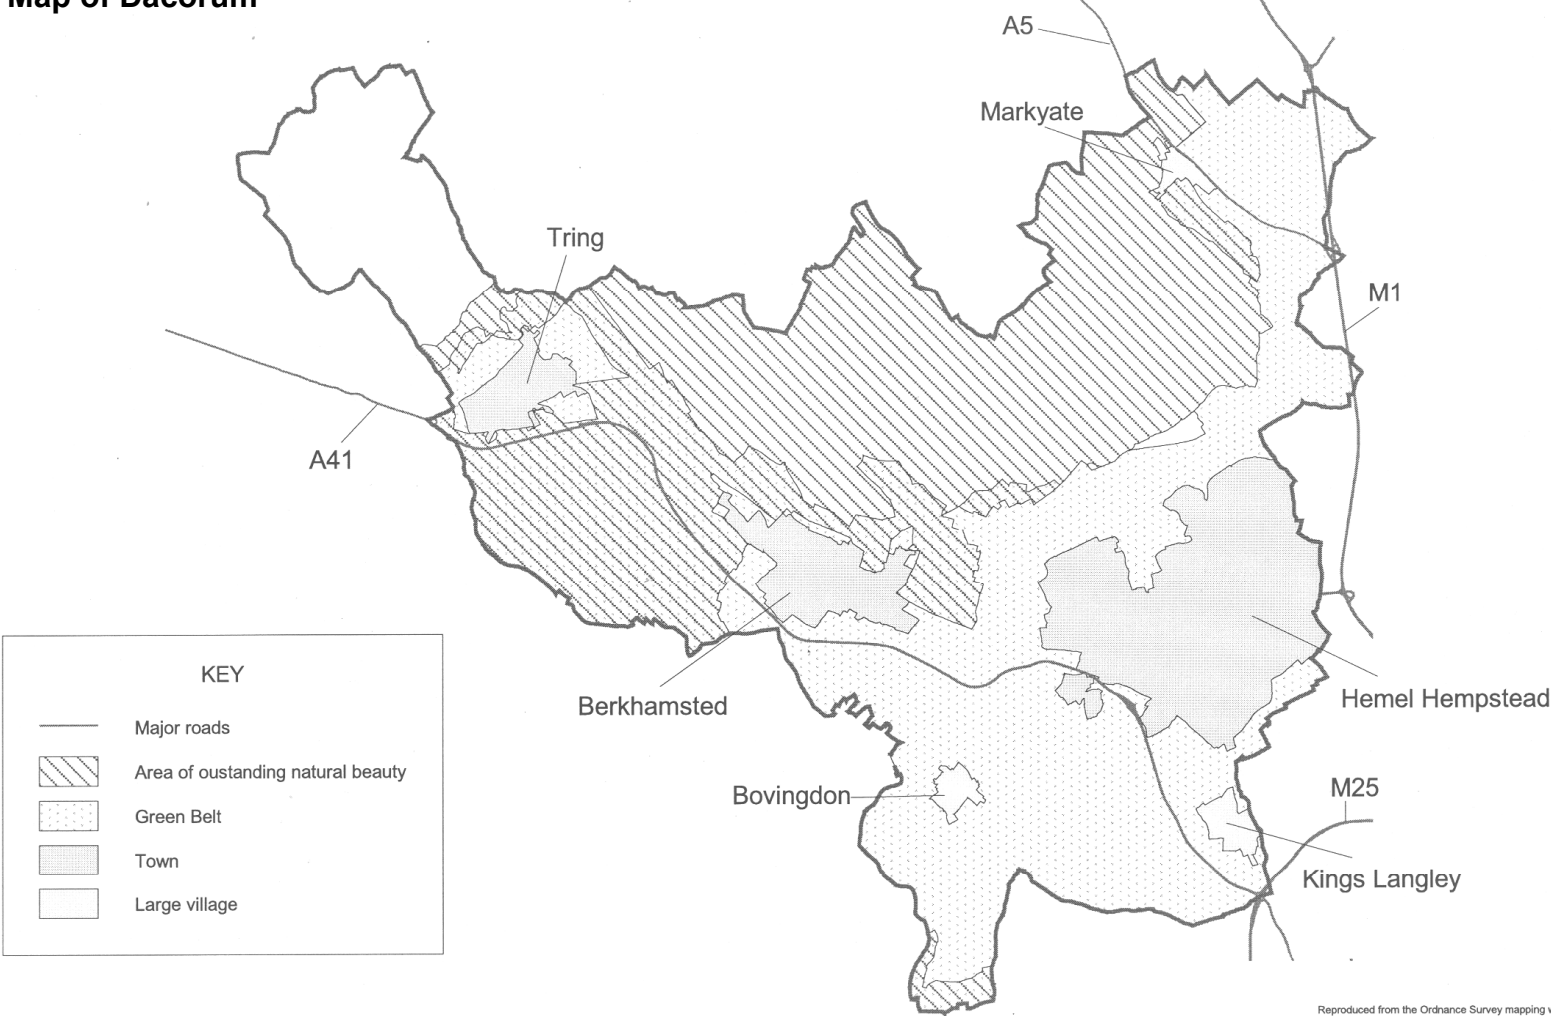 Map of Dacorum
A5
Markyate
Tring
M1
A41
KEY
Major roads
Area of oustanding natural beauty
Green Belt
Town
Large village
Berkhamsted
Hemel Hempstead
Bovingdon
M25
Kings Langley
Reproduced from the Ordnance Survey mapping